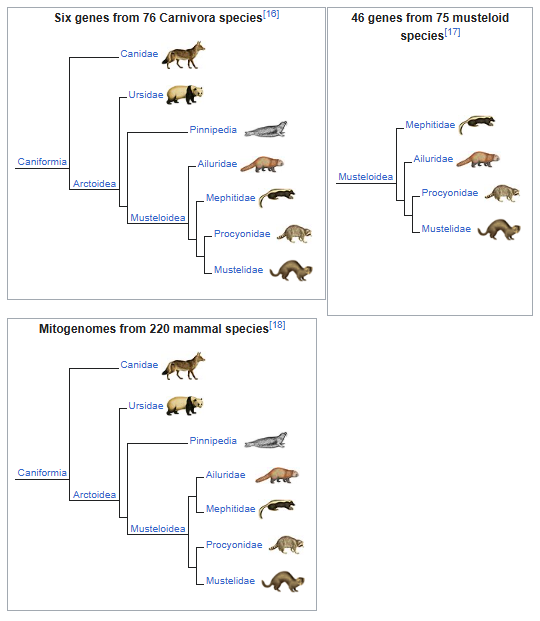 Six genes from 76 Carnivora species[16]
Canidae
Ursidae
Pinnipedia
Caniformia
Ailuridae
Arctoidea
Mephitidae
Musteloidea
Procyonidae
Mustelidae
46 genes from 75 musteloid
species[17]
Mephitidae
Ailuridae
Musteloidea
Procyonidae
Mustelidae
Mitogenomes from 220 mammal species[18]
Canidae
Ursidae
Pinnipedia
Caniformia
Ailuridae
Arctoidea
Mephitidae
Musteloidea
Procyonidae
Mustelidae